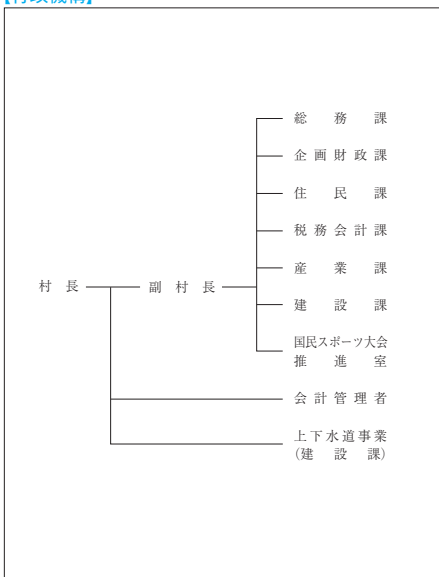 【行政機構】
総務課
企画財政課
住民課
税務会計課
産業課
村長
副村長
建設課
国民スポーツ大会
推進室
会計管理者
上下水道事業
(建設課)